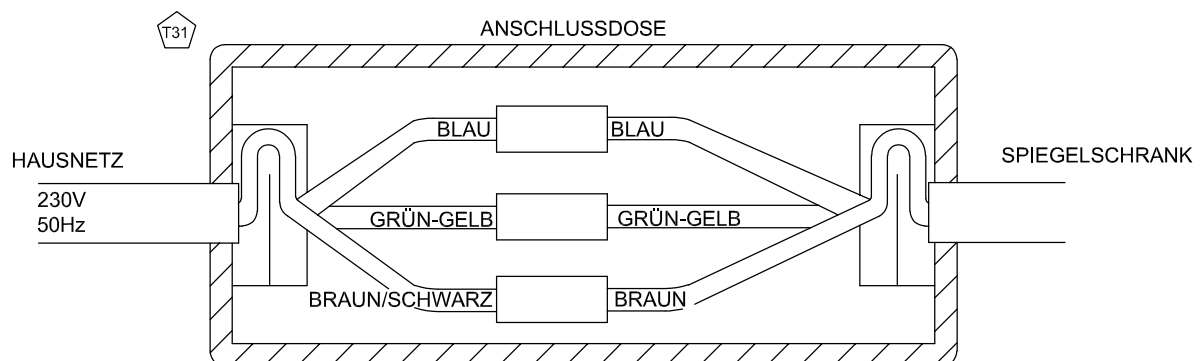 T31
ANSCHLUSSDOSE
BLAU
BLAU
HAUSNETZ
SPIEGELSCHRANK
230V
50Hz
GRÜN-GELB
GRÜN-GELB
BRAUN/SCHWARZ
BRAUN